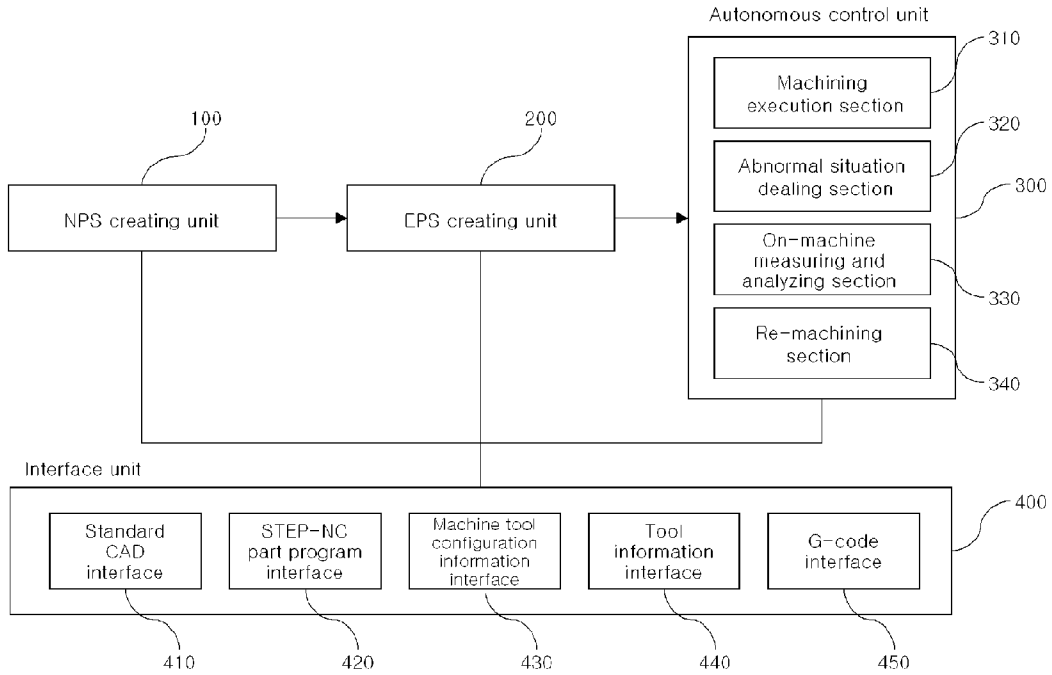 Autonomous control unit
310
Machining
execution section
100
200
320
Abnormal situation
dealing section
NPS creating unit
EPS creating unit
300
On-machine
measuring and
analyzing section
330
Re-machining
section
340
Interface unit
400
Standard
CAD
interface
STEP-NC
part program
interface
Machine tool
configuration
information
interface
Tool
information
interface
G-code
interface
410
420
430
440
450